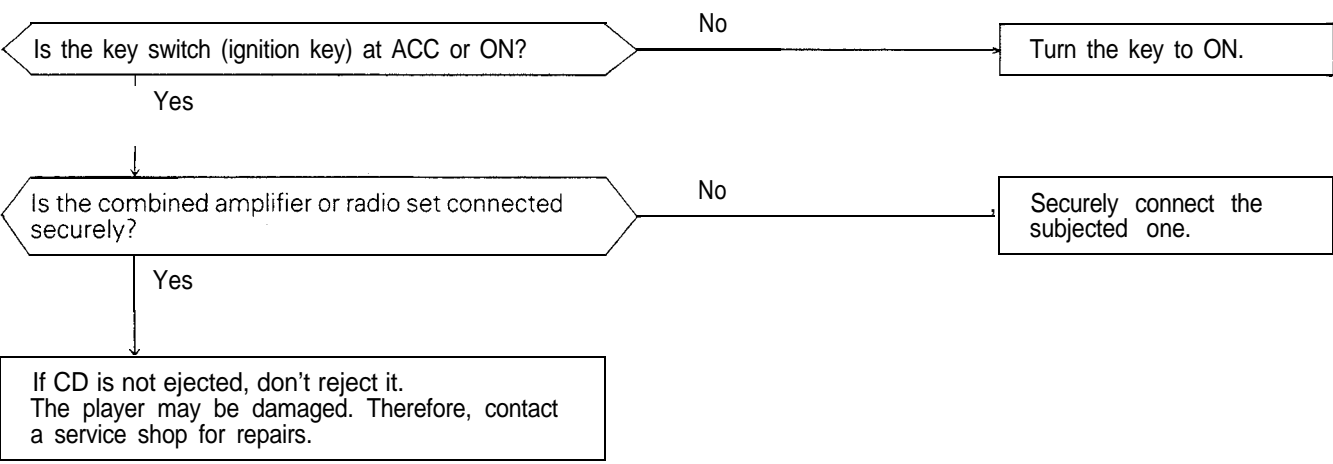 Is the key switch (ignition key) at ACC or ON?
No
Turn the key to ON.
Yes
Is the combined amplifier or radio set connected
securely?
No
Securely connect the
subjected one.
Yes
If CD is not ejected, don't reject it.
The player may be damaged. Therefore, contact
a service shop for repairs.